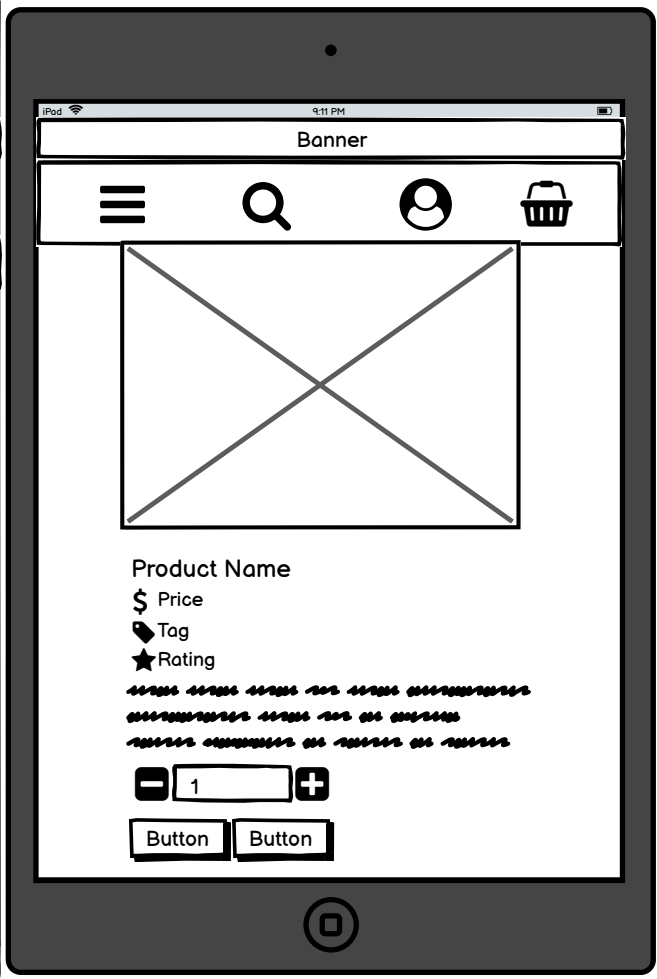 iPad 9:11 PM
Banner
Product Name
$ Price
Tag
Rating
1
Button Button